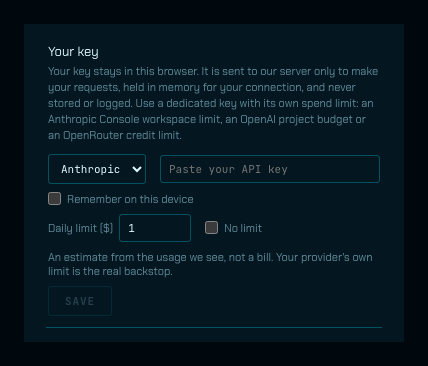 Your key
Your key stays in this browser. It is sent to our server only to make
your requests, held in memory for your connection, and never
stored or logged. Use a dedicated key with its own spend limit: an
Anthropic Console workspace limit, an OpenAI project budget or
an OpenRouter credit limit.
Anthropic Paste your API key
Remember on this device
Daily limit ($) 1 No limit
An estimate from the usage we see, not a bill. Your provider's own
limit is the real backstop.
SAVE